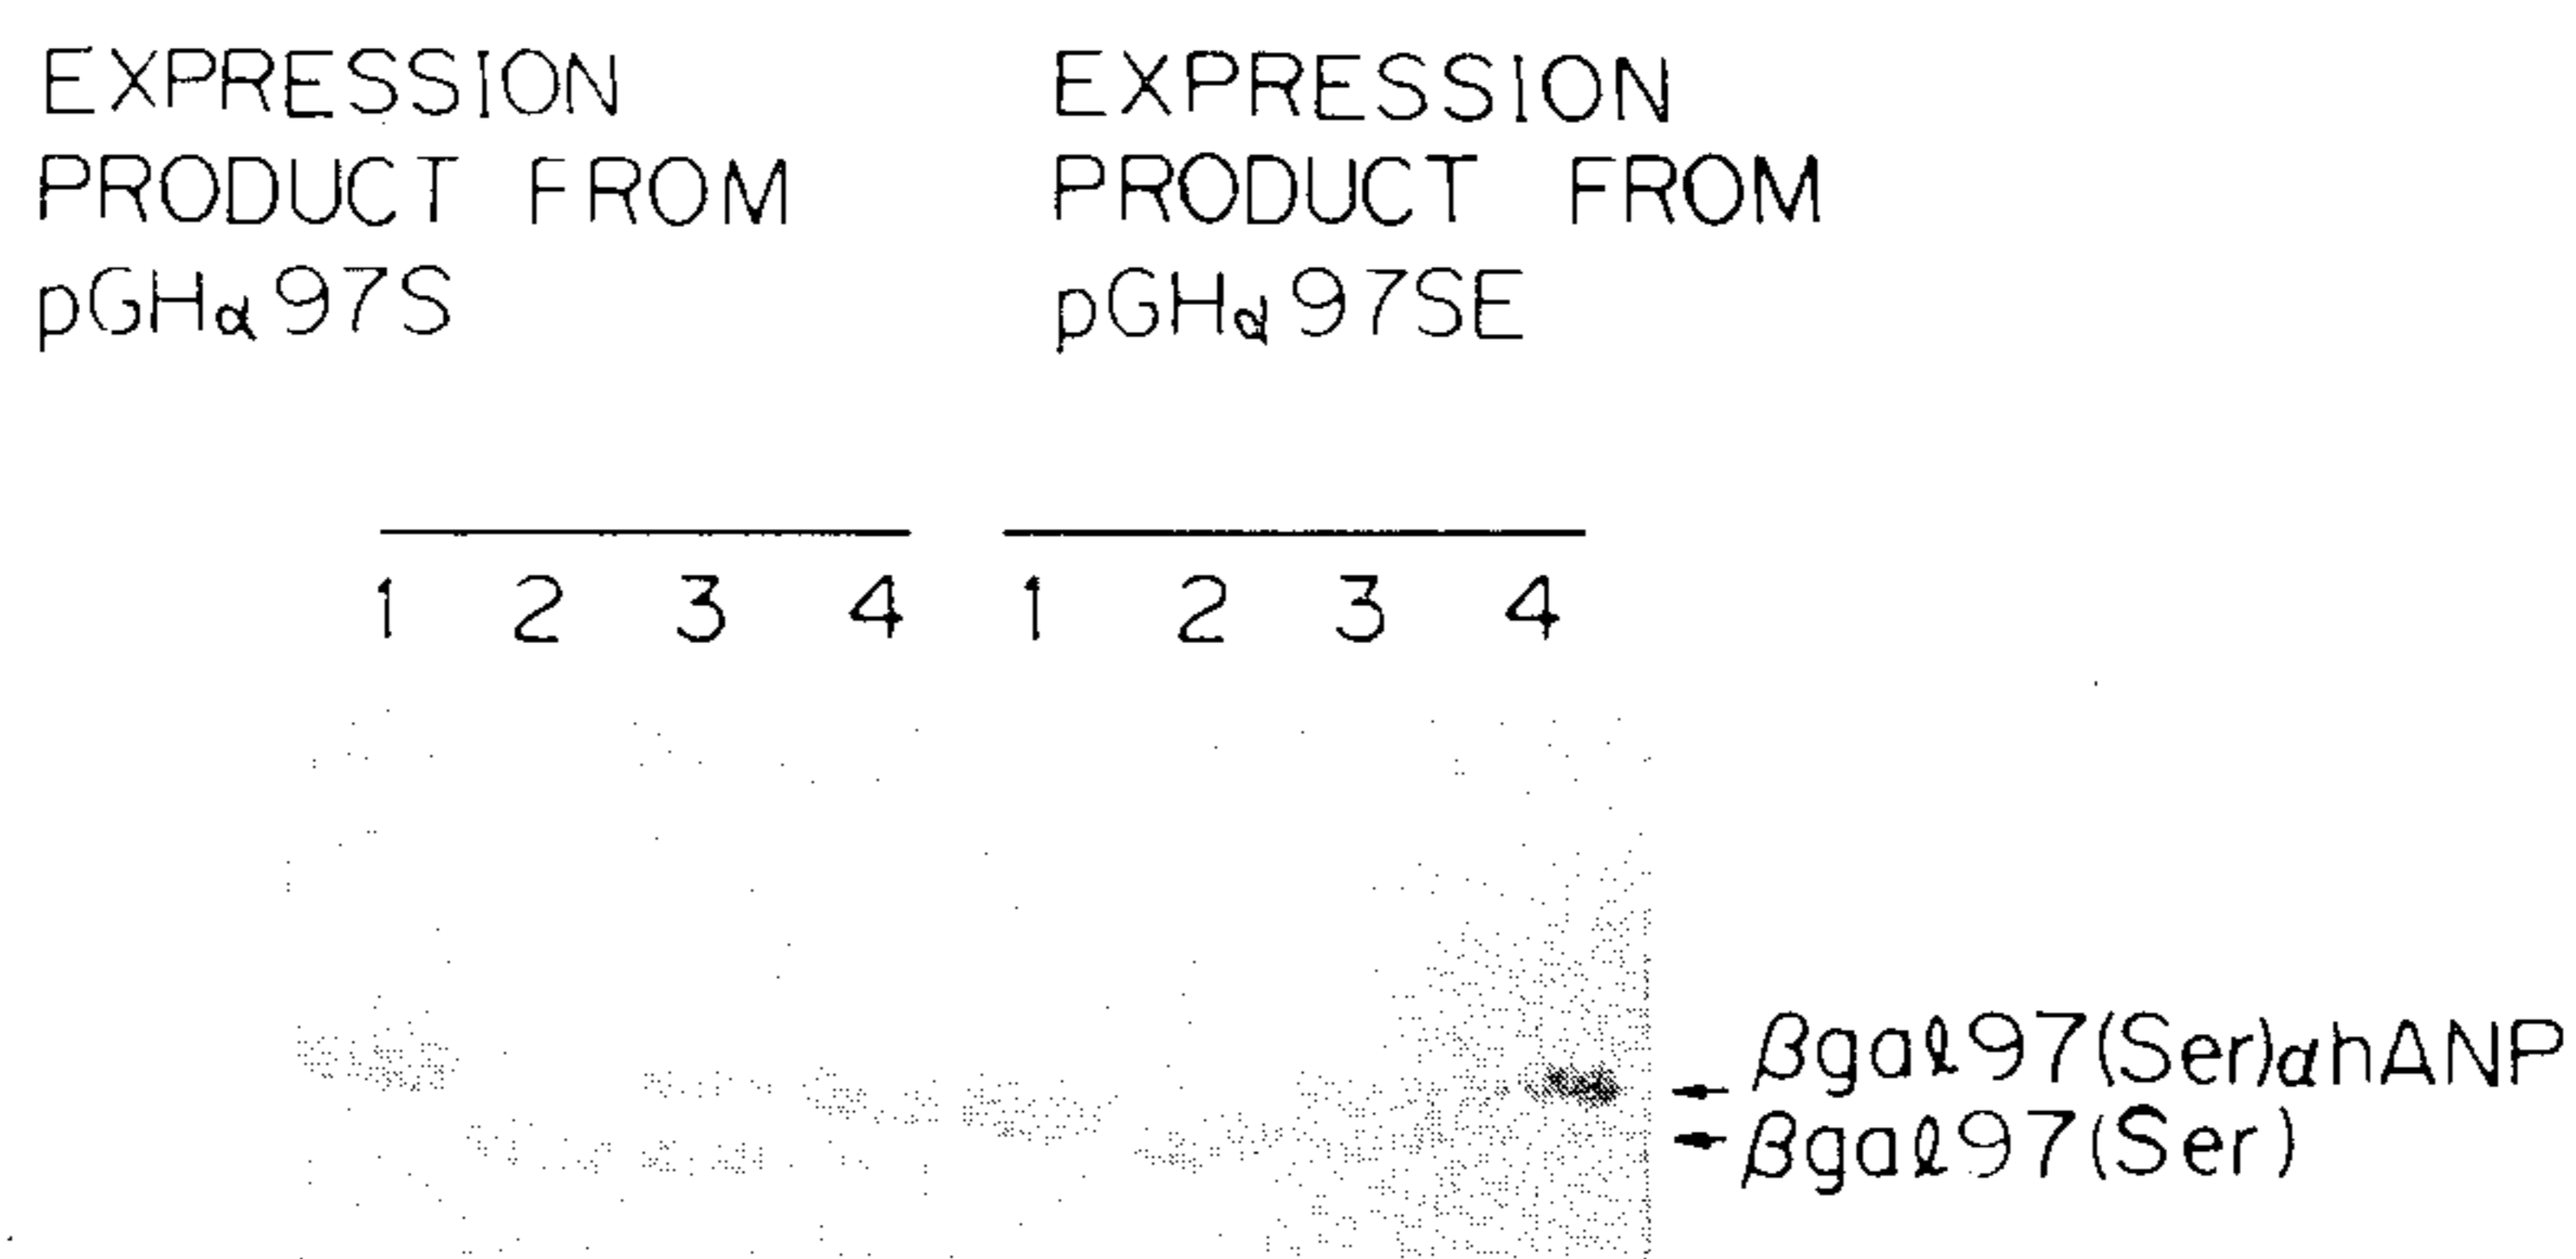 EXPRESSION
PRODUCT FROM
pGHα97S
EXPRESSION
PRODUCT FROM
pGHα97SE
1 2 3 4 1 2 3 4
βgal97(Ser)αhANP
βgal97(Ser)